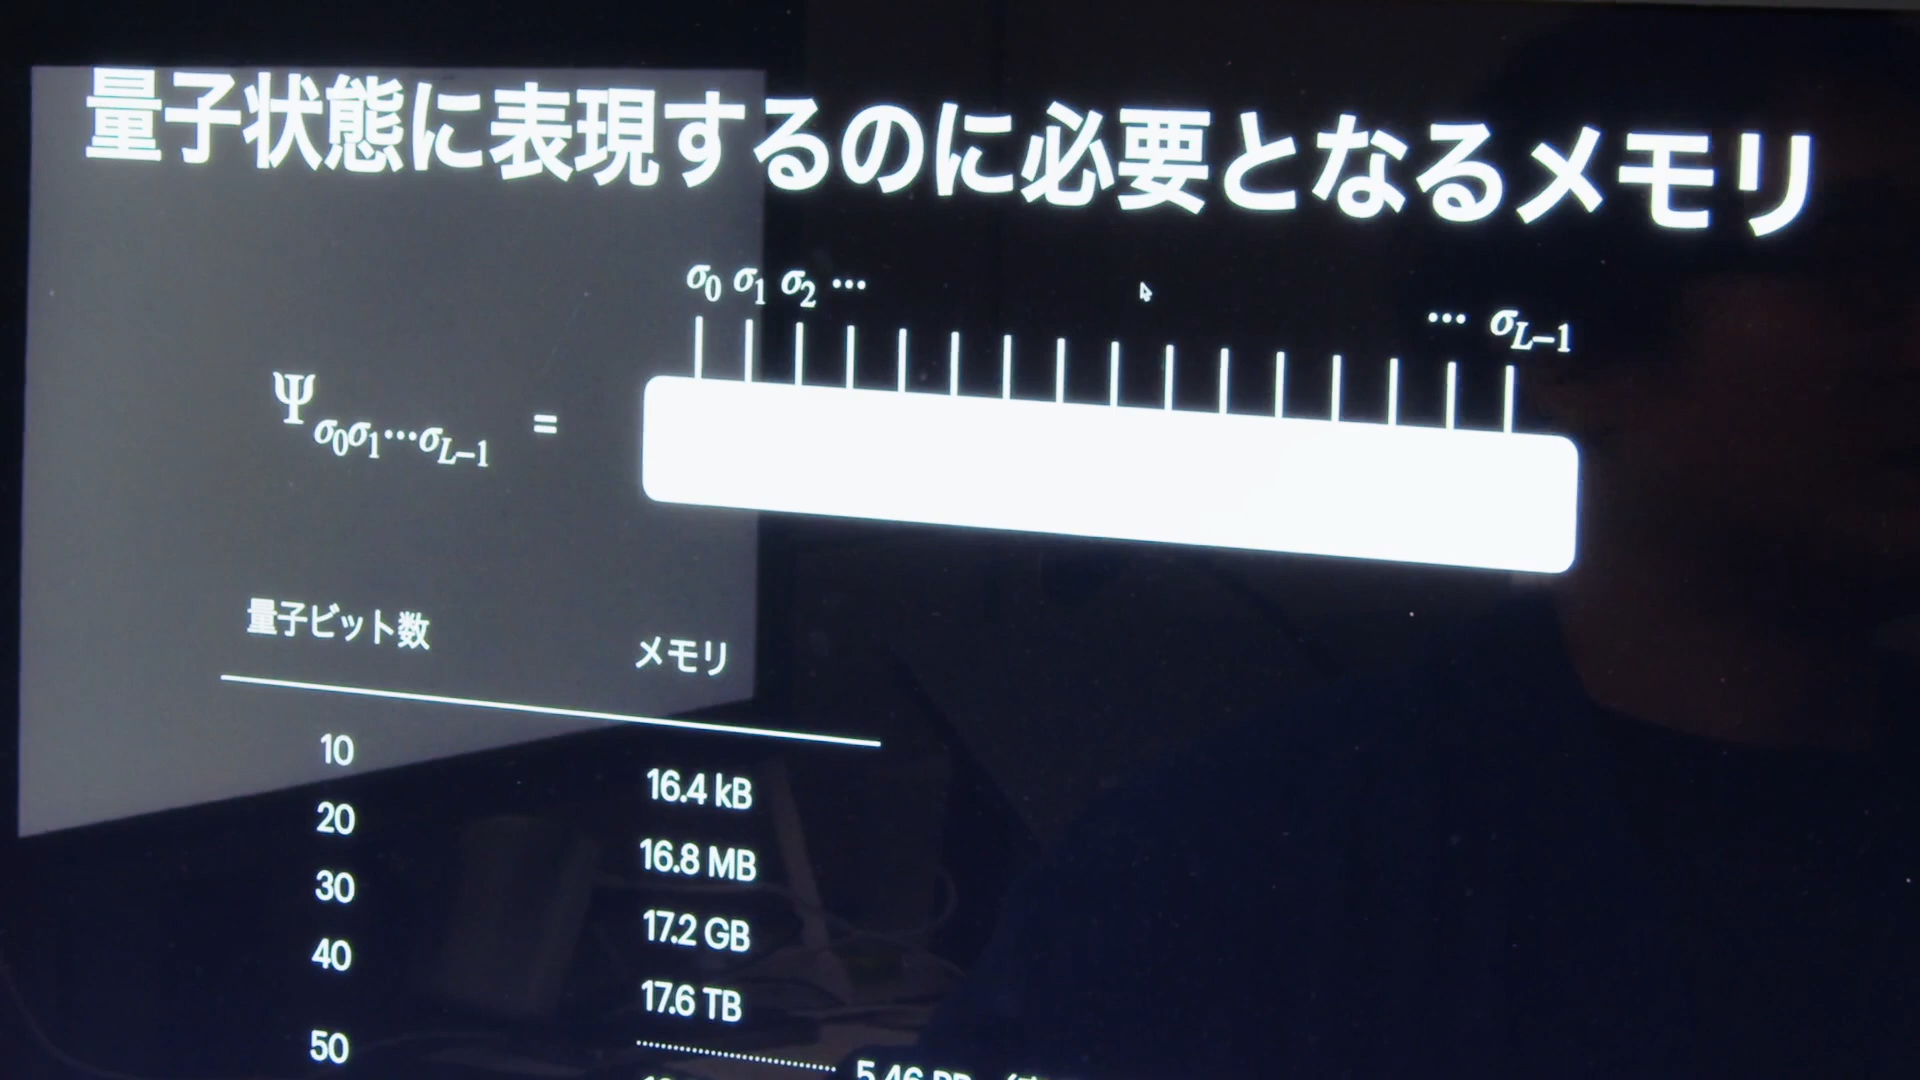 量子状態に表現するのに必要となるメモリ
σ0 σ1 σ2 ⋯ ⋯ σL−1
Ψσ0σ1⋯σL−1 =
量子ビット数 メモリ
10 16.4 kB
20 16.8 MB
30 17.2 GB
40 17.6 TB
50